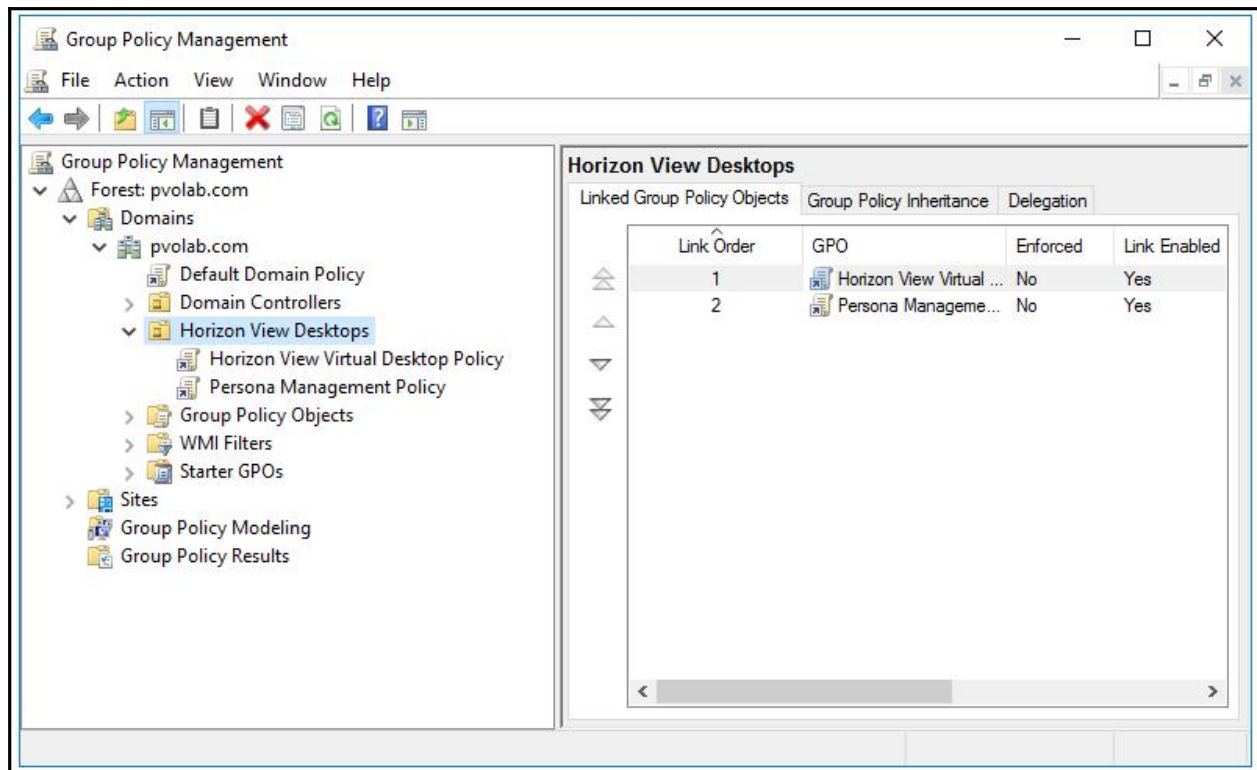 Group Policy Management
File Action View Window Help
Group Policy Management
Forest: pvolab.com
Domains
pvolab.com
Default Domain Policy
Domain Controllers
Horizon View Desktops
Horizon View Virtual Desktop Policy
Persona Management Policy
Group Policy Objects
WMI Filters
Starter GPOs
Sites
Group Policy Modeling
Group Policy Results
Horizon View Desktops
Linked Group Policy Objects Group Policy Inheritance Delegation
Link Order GPO Enforced Link Enabled
1 Horizon View Virtual ... No Yes
2 Persona Manageme... No Yes